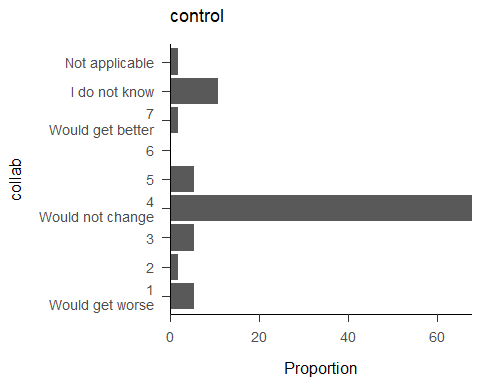 control
Not applicable
I do not know
7
Would get better
6
5
4
Would not change
3
2
1
Would get worse
collab
0 20 40 60
Proportion